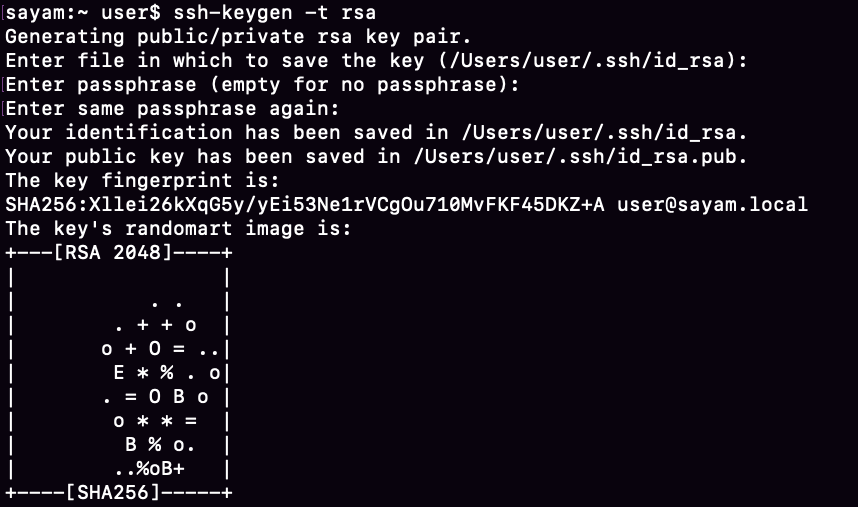 sayam:~ user$ ssh-keygen -t rsa
Generating public/private rsa key pair.
Enter file in which to save the key (/Users/user/.ssh/id_rsa):
Enter passphrase (empty for no passphrase):
Enter same passphrase again:
Your identification has been saved in /Users/user/.ssh/id_rsa.
Your public key has been saved in /Users/user/.ssh/id_rsa.pub.
The key fingerprint is:
SHA256:Xllei26kXqG5y/yEi53Ne1rVCgOu710MvFKF45DKZ+A user@sayam.local
The key's randomart image is:
+---[RSA 2048]----+
|                 |
|           . .   |
|        . + + o  |
|       o + O = ..|
|        E * % . o|
|       . = O B o |
|        o * * =  |
|         B % o.  |
|        ..%oB+   |
+----[SHA256]-----+